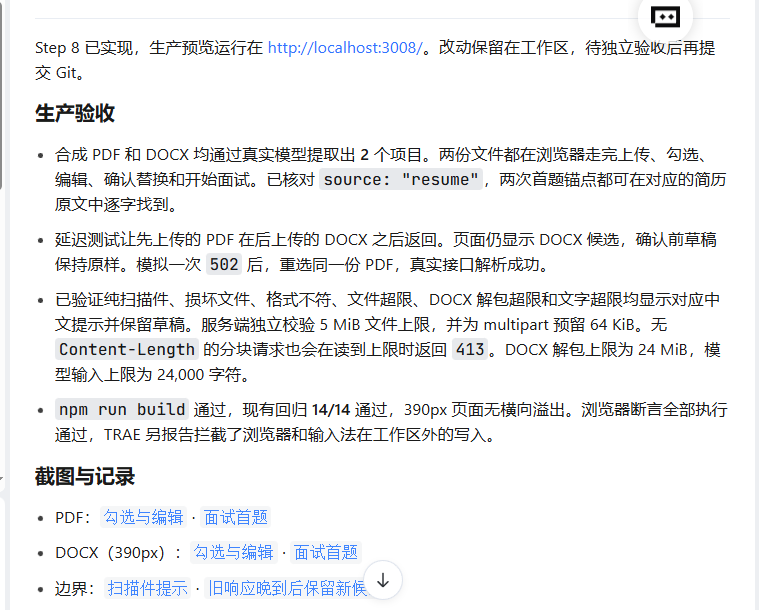 Step 8 已实现，生产预览运行在 http://localhost:3008/。改动保留在工作区，待独立验收后再提
交 Git。
生产验收
• 合成 PDF 和 DOCX 均通过真实模型提取出 2 个项目。两份文件都在浏览器走完上传、勾选、
编辑、确认替换和开始面试。已核对 source: "resume"，两次首题锚点都可在对应的简历
原文中逐字找到。
• 延迟测试让先上传的 PDF 在后上传的 DOCX 之后返回。页面仍显示 DOCX 候选，确认前草稿
保持原样。模拟一次 502 后，重选同一份 PDF，真实接口解析成功。
• 已验证纯扫描件、损坏文件、格式不符、文件超限、DOCX 解包超限和文字超限均显示对应中
文提示并保留草稿。服务端独立校验 5 MiB 文件上限，并为 multipart 预留 64 KiB。无
Content-Length 的分块请求也会在读到上限时返回 413。DOCX 解包上限为 24 MiB，模
型输入上限为 24,000 字符。
• npm run build 通过，现有回归 14/14 通过，390px 页面无横向溢出。浏览器断言全部执行
通过，TRAE 另报告拦截了浏览器和输入法在工作区外的写入。
截图与记录
• PDF： 勾选与编辑 · 面试首题
• DOCX（390px）： 勾选与编辑 · 面试首题
• 边界： 扫描件提示 · 旧响应晚到后保留新候